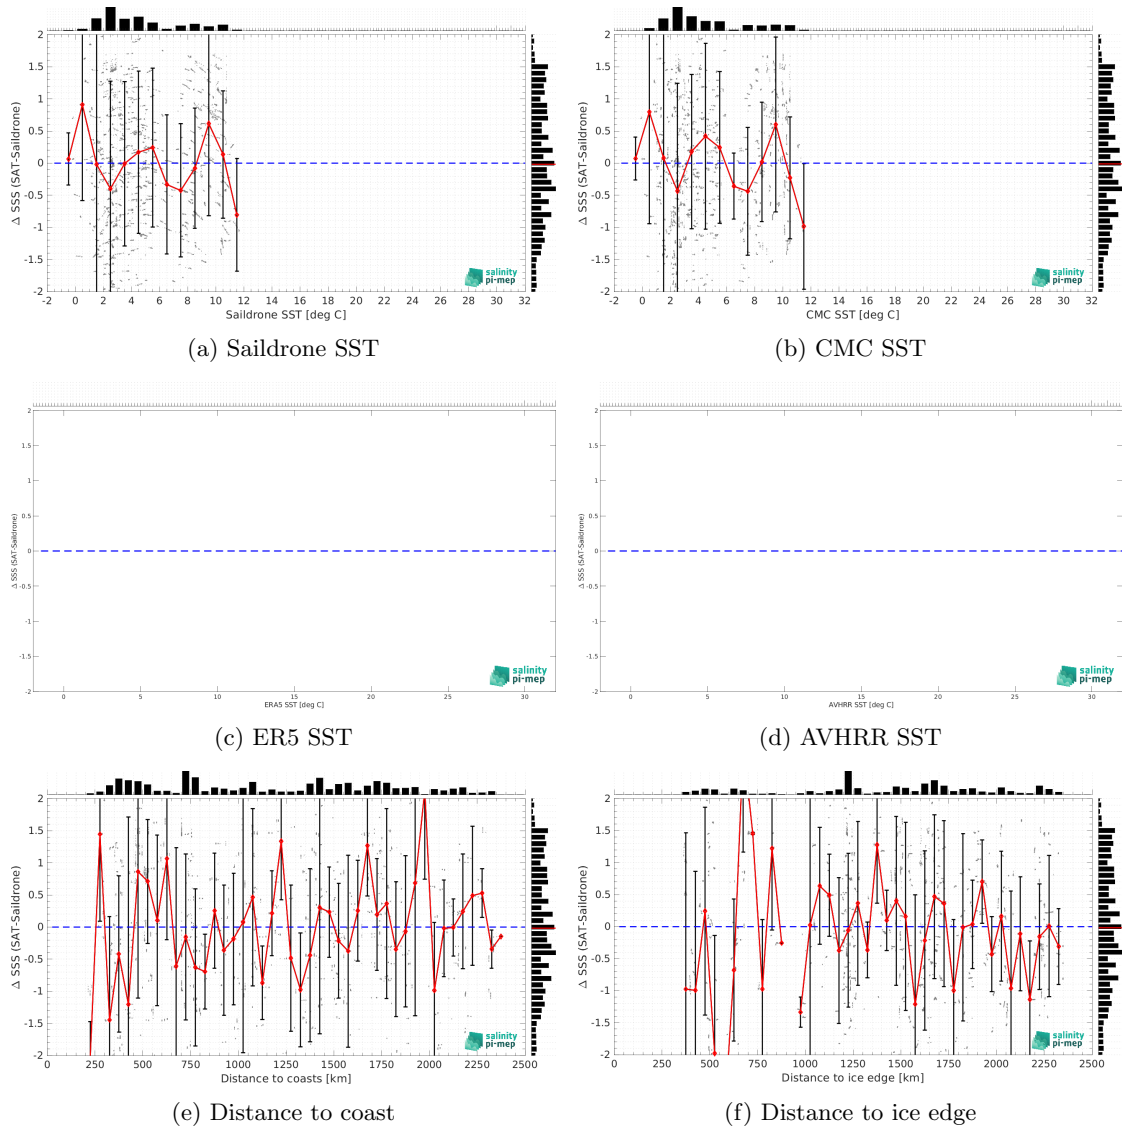 2
1.5
1
0.5
0
-0.5
-1
-1.5
-2
Δ SSS (SAT-Saildrone)
salinity
pi-mep
-2 0 2 4 6 8 10 12 14 16 18 20 22 24 26 28 30 32
Saildrone SST [deg C]
(a) Saildrone SST
2
1.5
1
0.5
0
-0.5
-1
-1.5
-2
Δ SSS (SAT-Saildrone)
salinity
pi-mep
-2 0 2 4 6 8 10 12 14 16 18 20 22 24 26 28 30 32
CMC SST [deg C]
(b) CMC SST
2
1.5
1
0.5
0
-0.5
-1
-1.5
-2
Δ SSS (SAT-Saildrone)
salinity
pi-mep
0 5 10 15 20 25 30
ERA5 SST [deg C]
(c) ER5 SST
2
1.5
1
0.5
0
-0.5
-1
-1.5
-2
Δ SSS (SAT-Saildrone)
salinity
pi-mep
0 5 10 15 20 25 30
AVHRR SST [deg C]
(d) AVHRR SST
2
1.5
1
0.5
0
-0.5
-1
-1.5
-2
Δ SSS (SAT-Saildrone)
salinity
pi-mep
0 250 500 750 1000 1250 1500 1750 2000 2250 2500
Distance to coasts [km]
(e) Distance to coast
2
1.5
1
0.5
0
-0.5
-1
-1.5
-2
Δ SSS (SAT-Saildrone)
salinity
pi-mep
0 250 500 750 1000 1250 1500 1750 2000 2250 2500
Distance to ice edge [km]
(f) Distance to ice edge